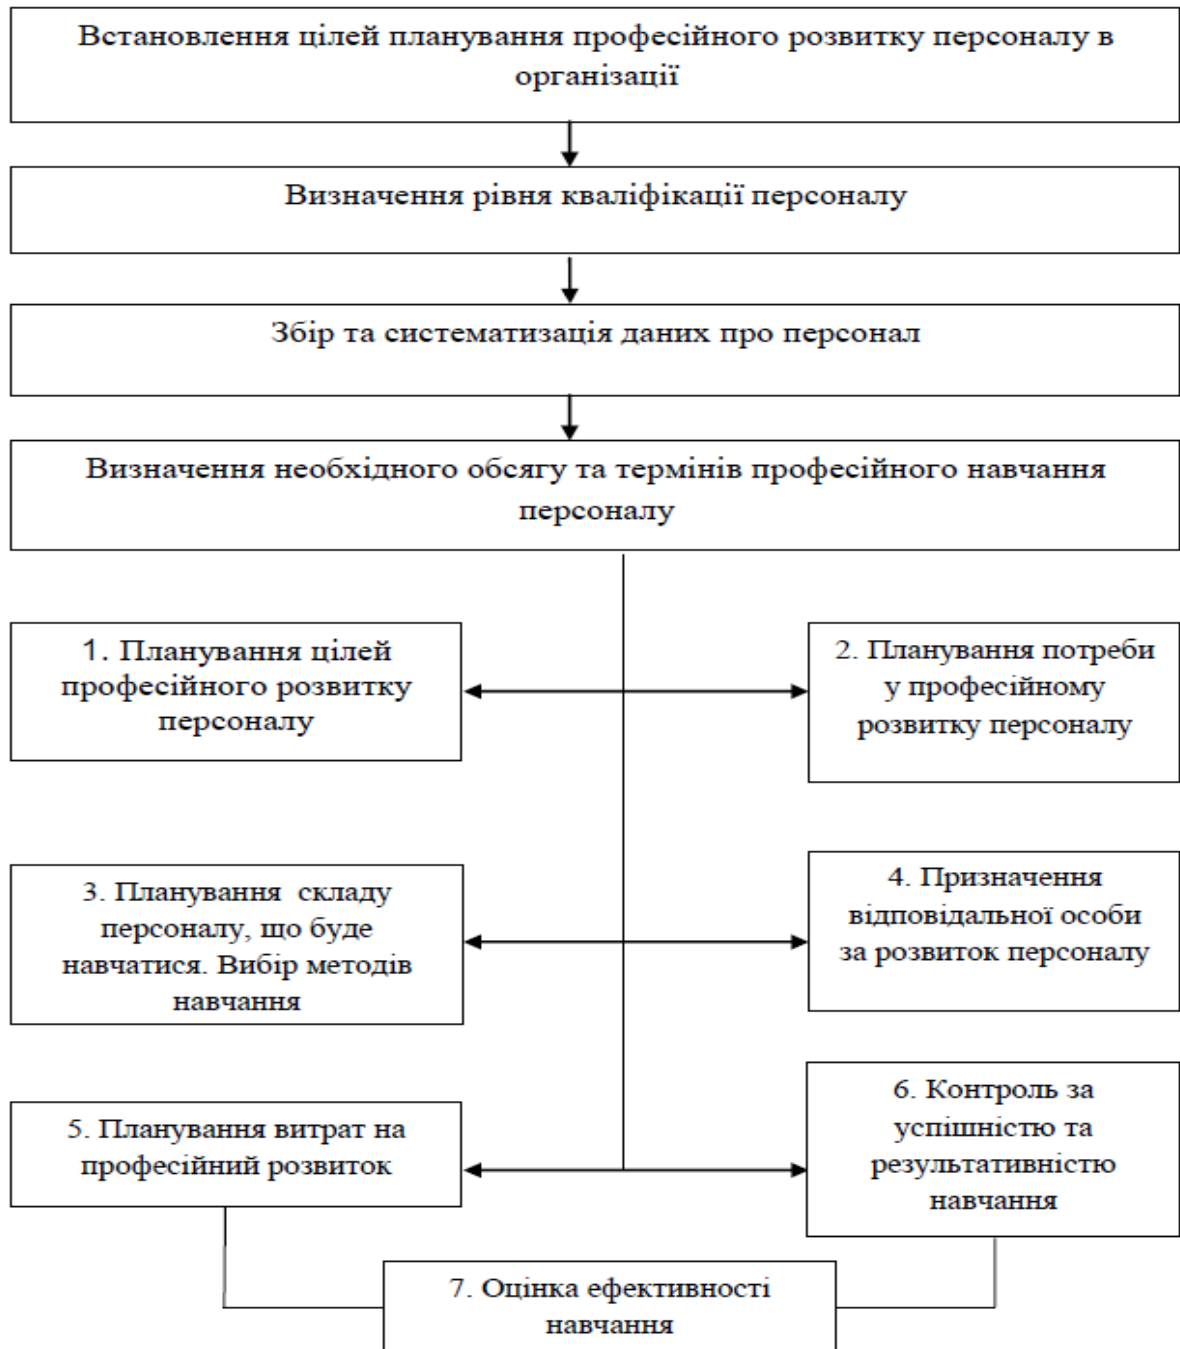 Встановлення цілей планування професійного розвитку персоналу в
організації
Визначення рівня кваліфікації персоналу
Збір та систематизація даних про персонал
Визначення необхідного обсягу та термінів професійного навчання
персоналу
1. Планування цілей
професійного розвитку
персоналу
2. Планування потреби
у професійному
розвитку персоналу
3. Планування складу
персоналу, що буде
навчатися. Вибір методів
навчання
4. Призначення
відповідальної особи
за розвиток персоналу
5. Планування витрат на
професійний розвиток
6. Контроль за
успішністю та
результативністю
навчання
7. Оцінка ефективності
навчання